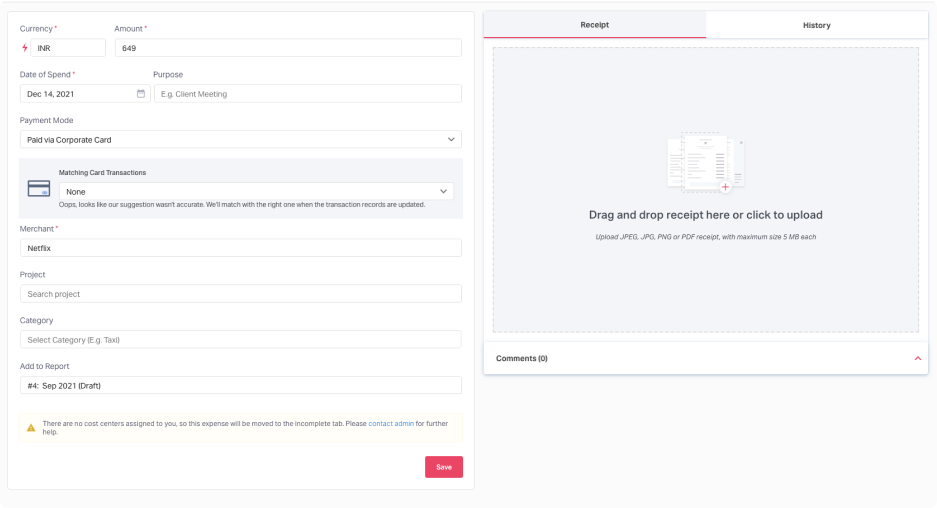 Currency *
Amount *
INR
649
Date of Spend *
Purpose
Dec 14, 2021
E.g. Client Meeting
Payment Mode
Paid via Corporate Card
Matching Card Transactions
None
Oops, looks like our suggestion wasn't accurate. We'll match with the right one when the transaction records are updated.
Merchant *
Netflix
Project
Search project
Category
Select Category (E.g. Taxi)
Add to Report
#4: Sep 2021 (Draft)
There are no cost centers assigned to you, so this expense will be moved to the incomplete tab. Please contact admin for further
help.
Save
Receipt
History
Drag and drop receipt here or click to upload
Upload JPEG, JPG, PNG or PDF receipt, with maximum size 5 MB each
Comments (0)